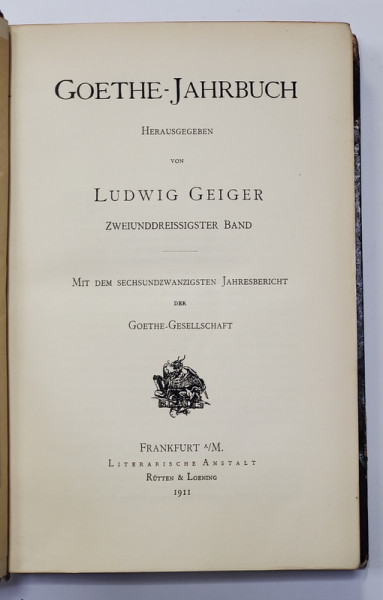 GOETHE-JAHRBUCH
HERAUSGEGEBEN
VON
LUDWIG GEIGER
ZWEIUNDDREISSIGSTER BAND
MIT DEM SECHSUNDZWANZIGSTEN JAHRESBERICHT
DER
GOETHE-GESELLSCHAFT
FRANKFURT A/M.
LITERARISCHE ANSTALT
RÜTTEN & LOENING
1911